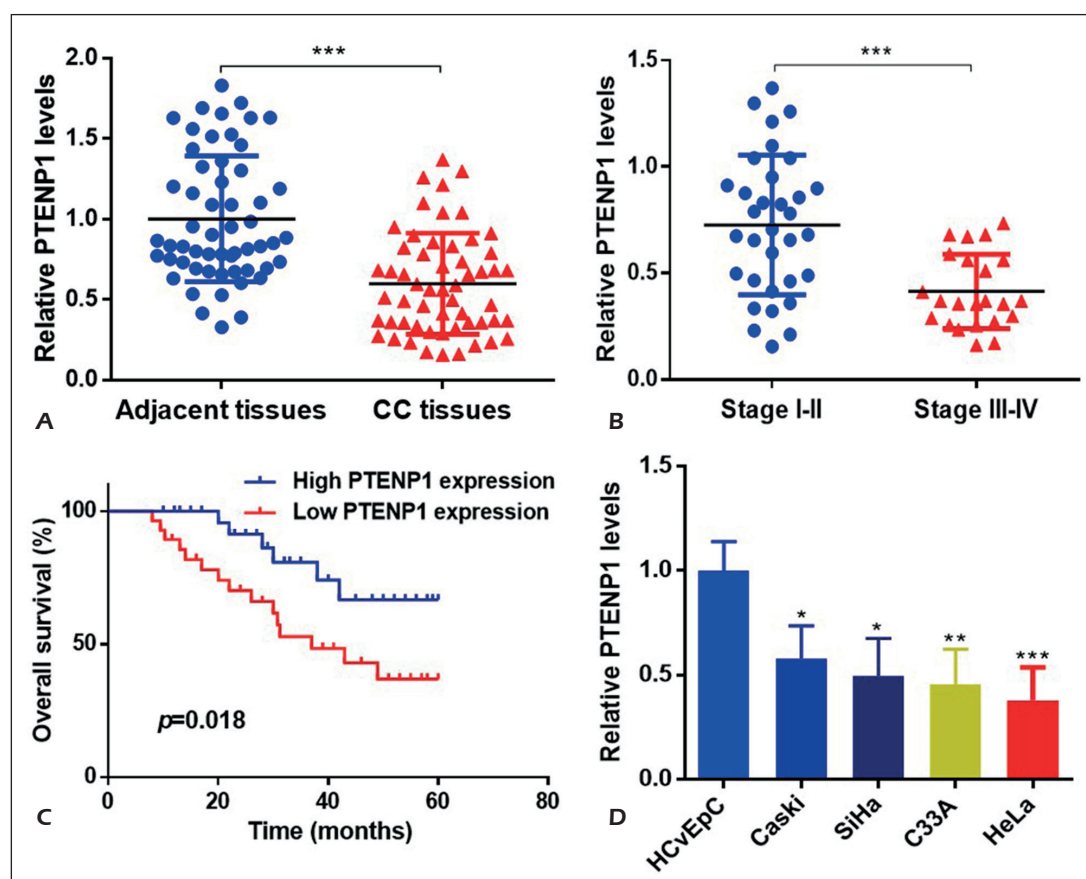 ***
2.0
1.5
1.0
0.5
0.0
Relative PTENP1 levels
Adjacent tissues
CC tissues
A
***
1.5
1.0
0.5
0.0
Relative PTENP1 levels
Stage I-II
Stage III-IV
B
High PTENP1 expression
Low PTENP1 expression
100
50
0
Overall survival (%)
p=0.018
0 20 40 60 80
Time (months)
C
1.5
1.0
0.5
0.0
Relative PTENP1 levels
* * ** ***
HCvEpC
Caski
SiHa
C33A
HeLa
D